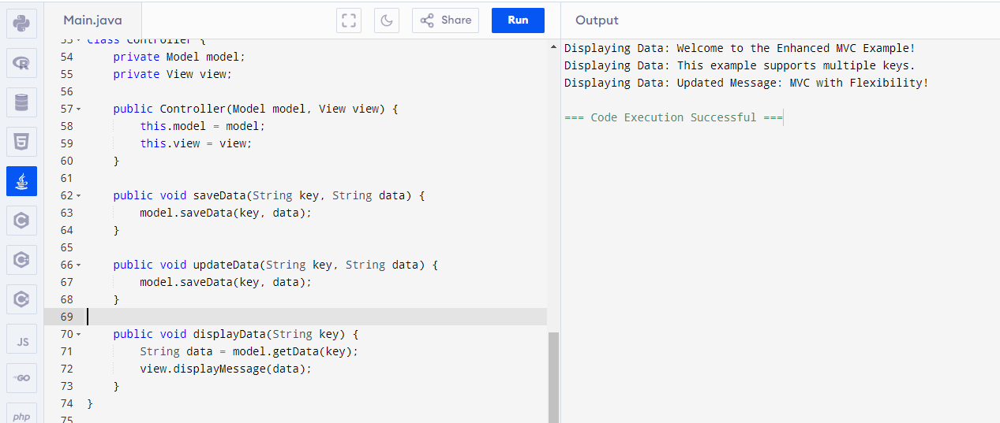 Main.java
Share
Run
Output
53 class Controller {
54 private Model model;
55 private View view;
56
57 public Controller(Model model, View view) {
58 this.model = model;
59 this.view = view;
60 }
61
62 public void saveData(String key, String data) {
63 model.saveData(key, data);
64 }
65
66 public void updateData(String key, String data) {
67 model.saveData(key, data);
68 }
69
70 public void displayData(String key) {
71 String data = model.getData(key);
72 view.displayMessage(data);
73 }
74 }
75
Displaying Data: Welcome to the Enhanced MVC Example!
Displaying Data: This example supports multiple keys.
Displaying Data: Updated Message: MVC with Flexibility!
=== Code Execution Successful ===
R
5
C
C
C
JS
GO
php